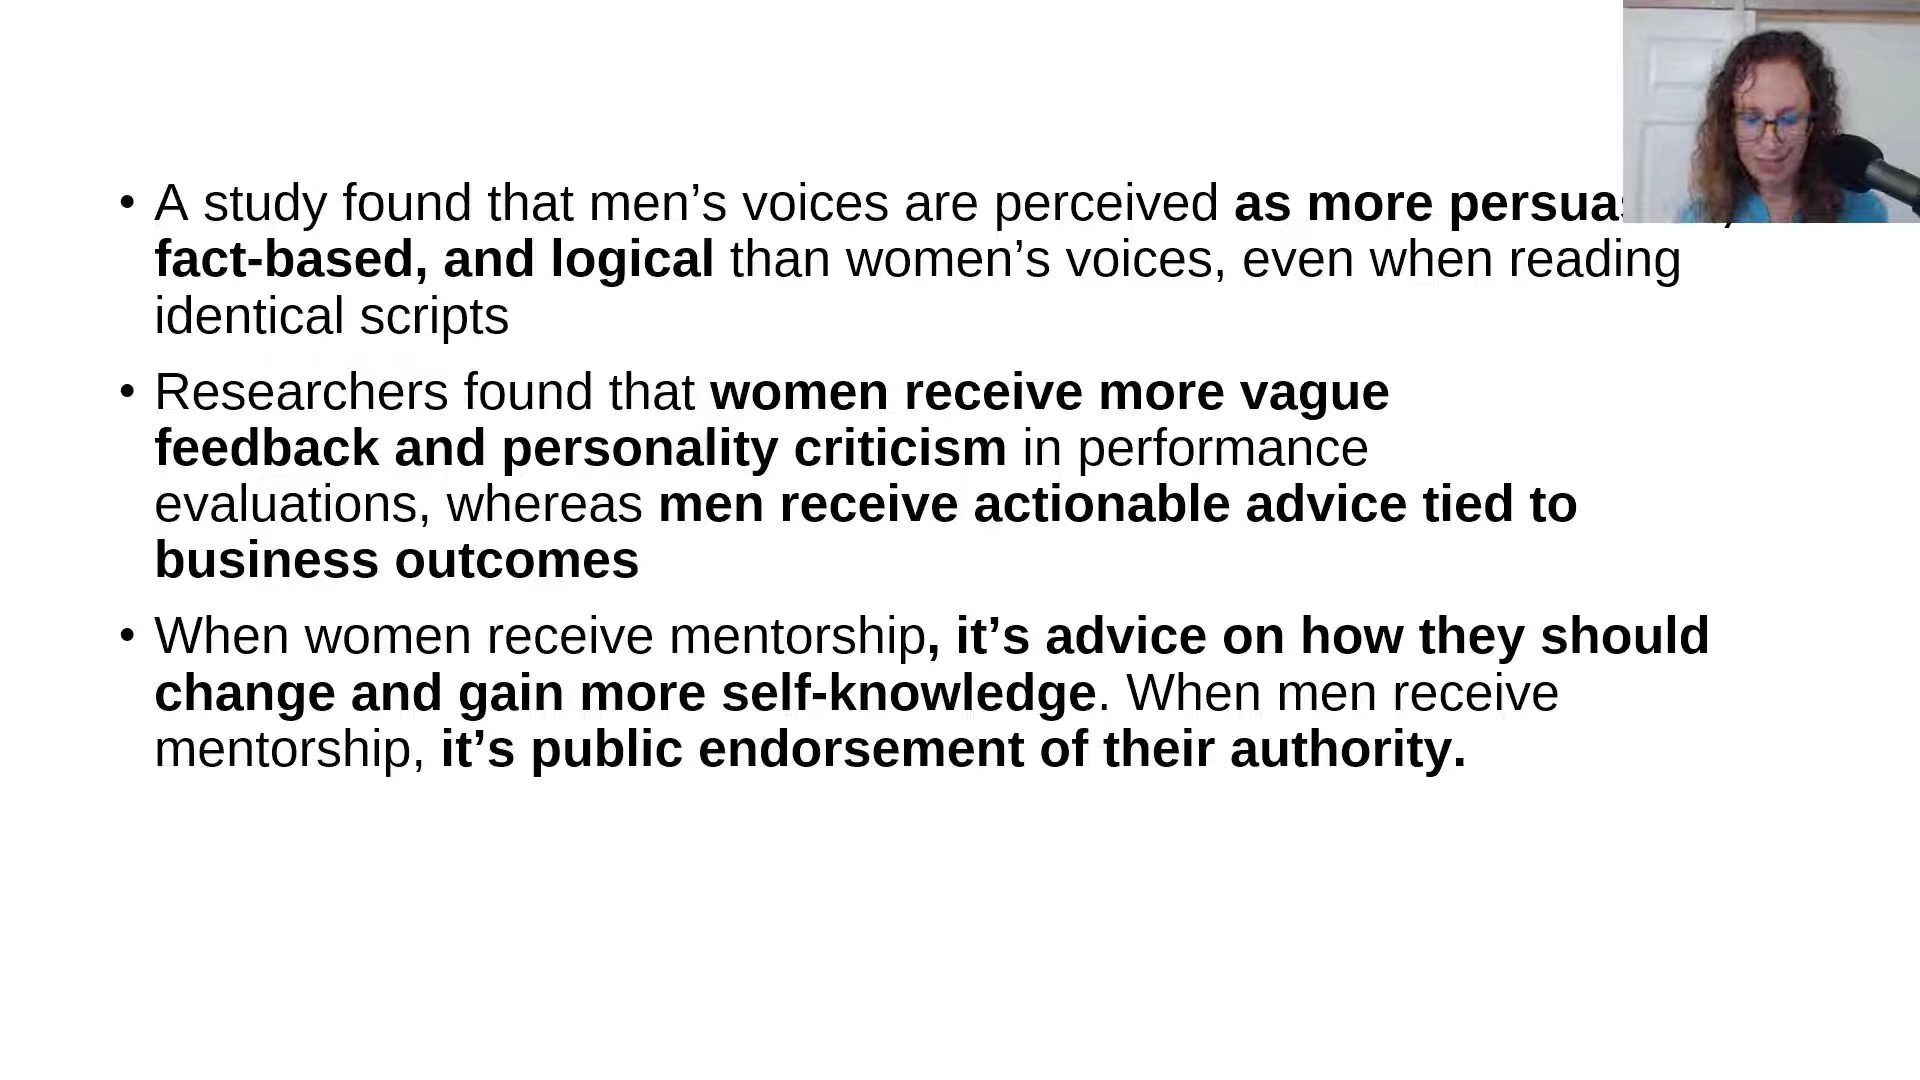 • A study found that men’s voices are perceived as more
fact-based, and logical than women’s voices, even when reading
identical scripts
• Researchers found that women receive more vague
feedback and personality criticism in performance
evaluations, whereas men receive actionable advice tied to
business outcomes
• When women receive mentorship, it’s advice on how they should
change and gain more self-knowledge. When men receive
mentorship, it’s public endorsement of their authority.